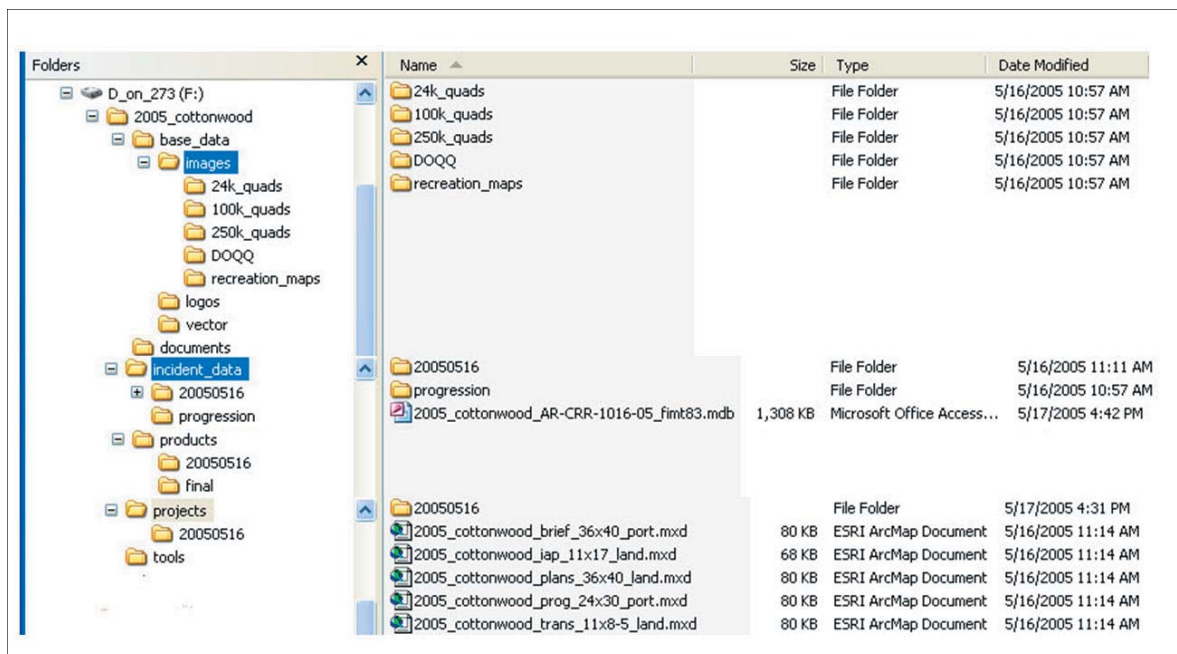 Folders
D_on_273 (F:)
2005_cottonwood
base_data
images
24k_quads
100k_quads
250k_quads
DOQQ
recreation_maps
logos
vector
documents
incident_data
20050516
progression
products
20050516
final
projects
20050516
tools
Name Size Type Date Modified
24k_quads File Folder 5/16/2005 10:57 AM
100k_quads File Folder 5/16/2005 10:57 AM
250k_quads File Folder 5/16/2005 10:57 AM
DOQQ File Folder 5/16/2005 10:57 AM
recreation_maps File Folder 5/16/2005 10:57 AM
20050516 File Folder 5/16/2005 11:11 AM
progression File Folder 5/16/2005 10:57 AM
2005_cottonwood_AR-CRR-1016-05_fimt83.mdb 1,308 KB Microsoft Office Access... 5/17/2005 4:42 PM
20050516 File Folder 5/17/2005 4:31 PM
2005_cottonwood_brief_36x40_port.mxd 80 KB ESRI ArcMap Document 5/16/2005 11:14 AM
2005_cottonwood_iap_11x17_land.mxd 68 KB ESRI ArcMap Document 5/16/2005 11:14 AM
2005_cottonwood_plans_36x40_land.mxd 80 KB ESRI ArcMap Document 5/16/2005 11:14 AM
2005_cottonwood_prog_24x30_port.mxd 80 KB ESRI ArcMap Document 5/16/2005 11:14 AM
2005_cottonwood_trans_11x8-5_land.mxd 80 KB ESRI ArcMap Document 5/16/2005 11:14 AM